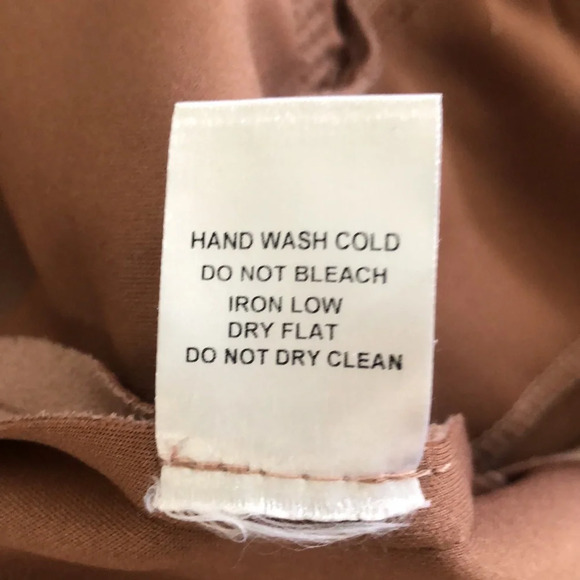 HAND WASH COLD
DO NOT BLEACH
IRON LOW
DRY FLAT
DO NOT DRY CLEAN